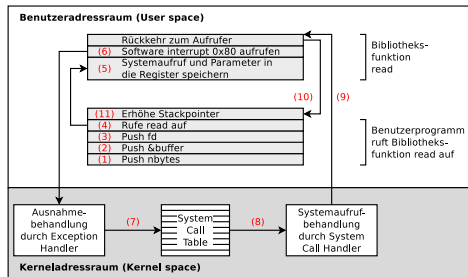 Benutzeradressraum (User space)
Rückkehr zum Aufrufer
(6) Software interrupt 0x80 aufrufen
(5) Systemaufruf und Parameter in
die Register speichern
Bibliotheks-
funktion
read
(10)
(9)
(11) Erhöhe Stackpointer
(4) Rufe read auf
(3) Push fd
(2) Push &buffer
(1) Push nbytes
Benutzerprogramm
ruft Bibliotheks-
funktion read auf
Ausnahme-
behandlung
durch Exception
Handler
(7)
System
Call
Table
(8)
Systemaufruf-
behandlung
durch System
Call Handler
Kerneladressraum (Kernel space)